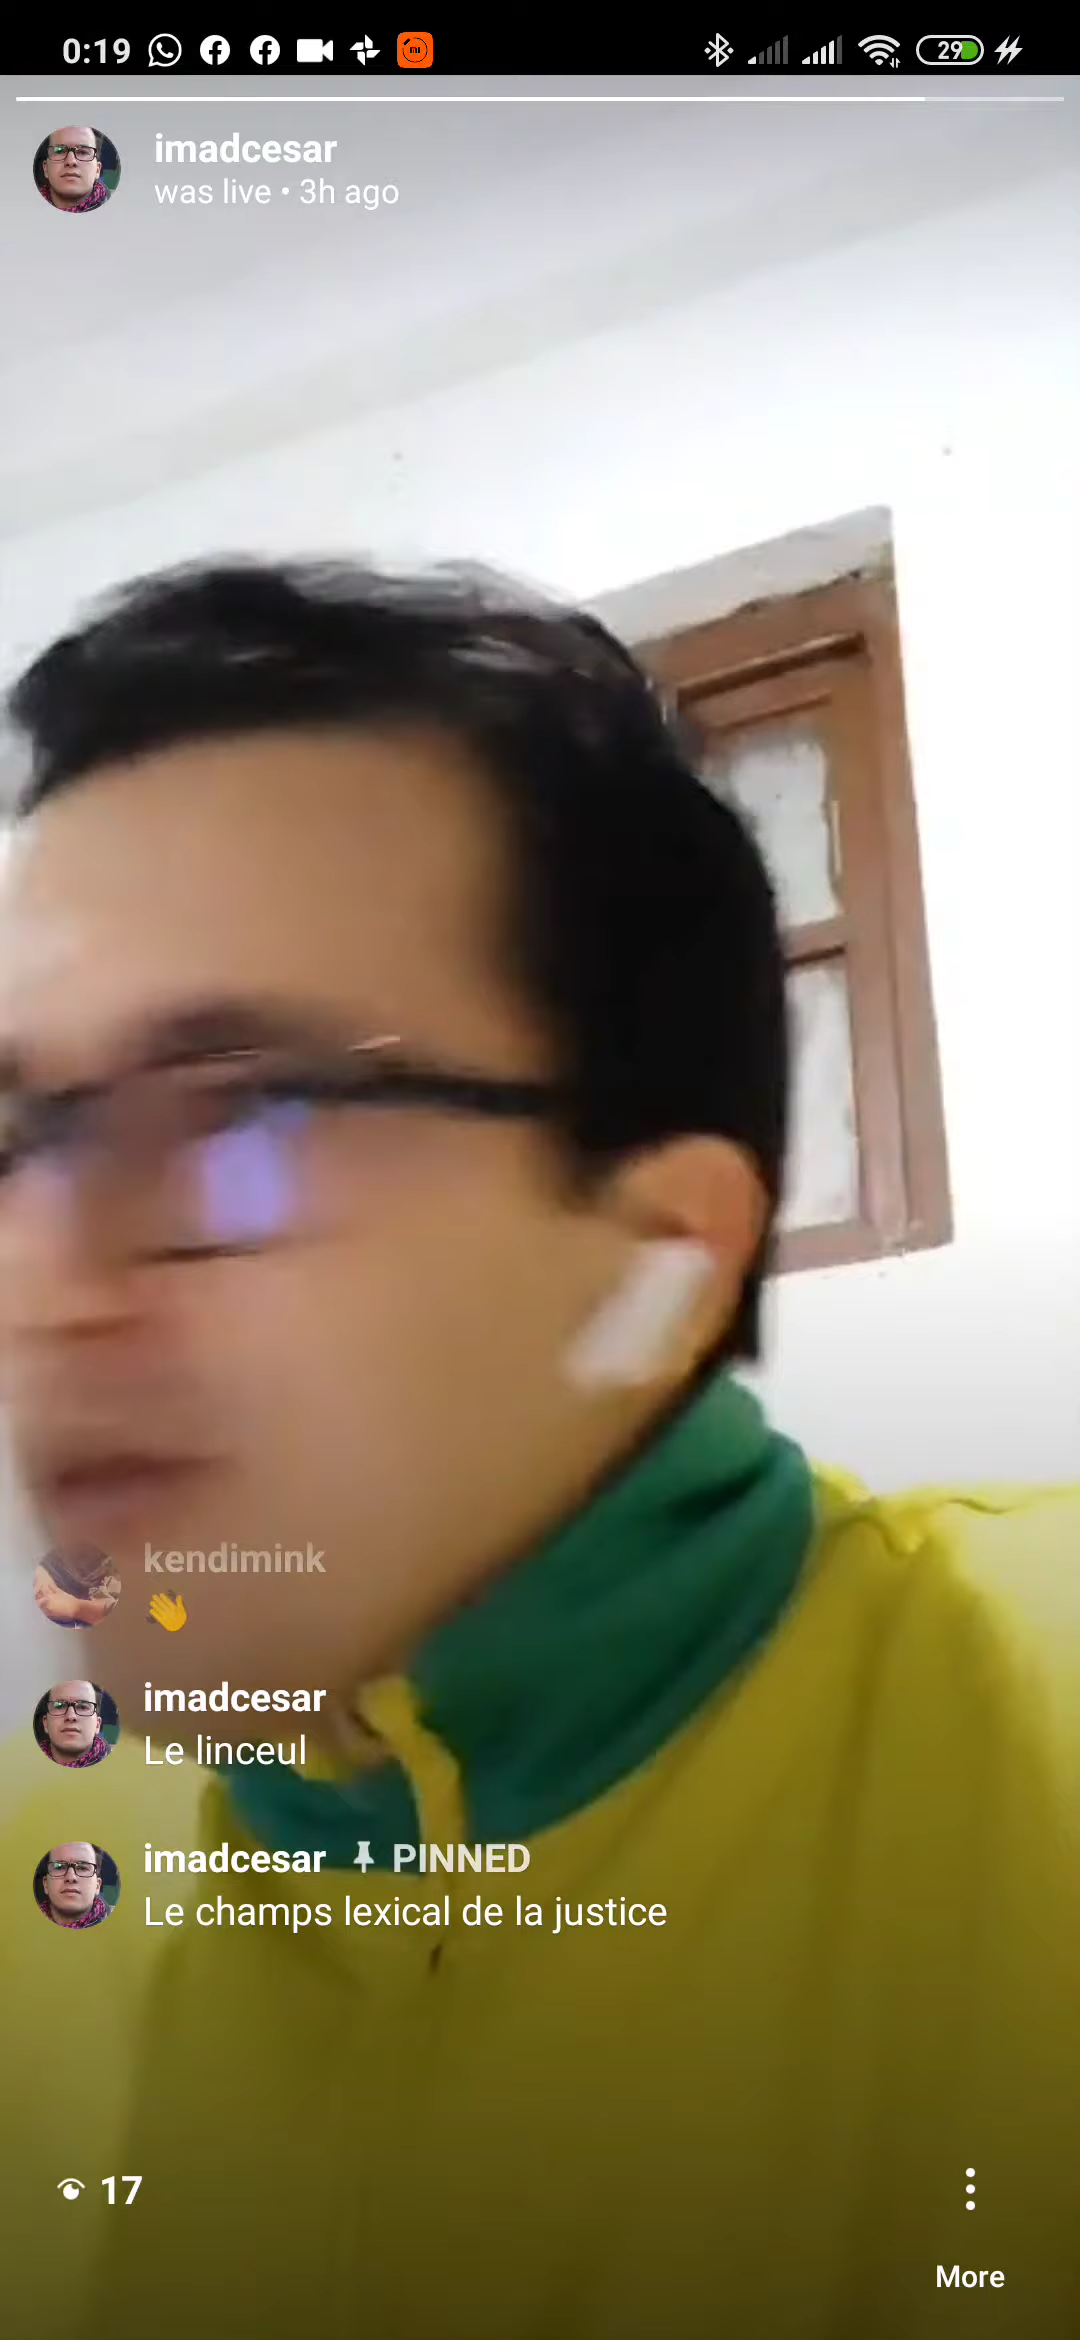 0:19
29
imadcesar
was live • 3h ago
kendimink
👋
imadcesar
Le linceul
imadcesar PINNED
Le champs lexical de la justice
17
More